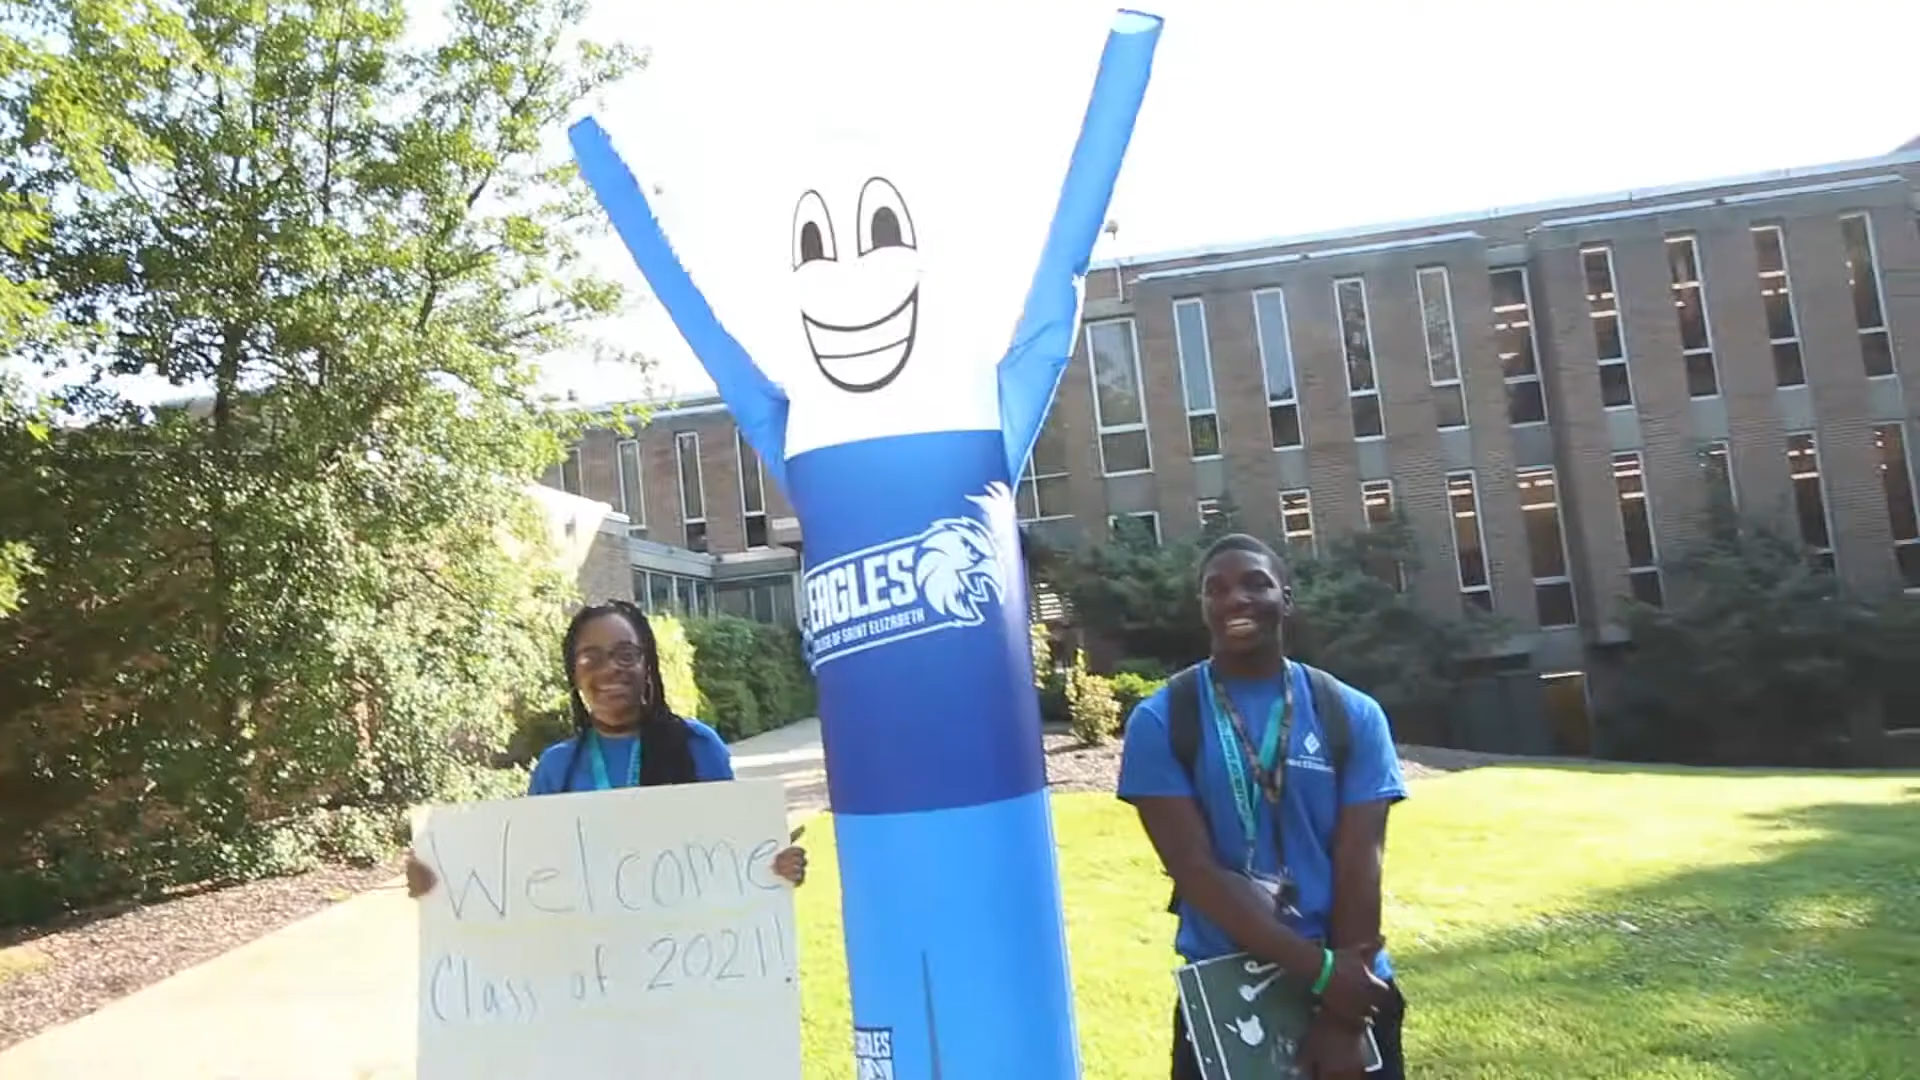 EAGLES
COLLEGE OF SAINT ELIZABETH
Welcome
Class of 2021!
EAGLES